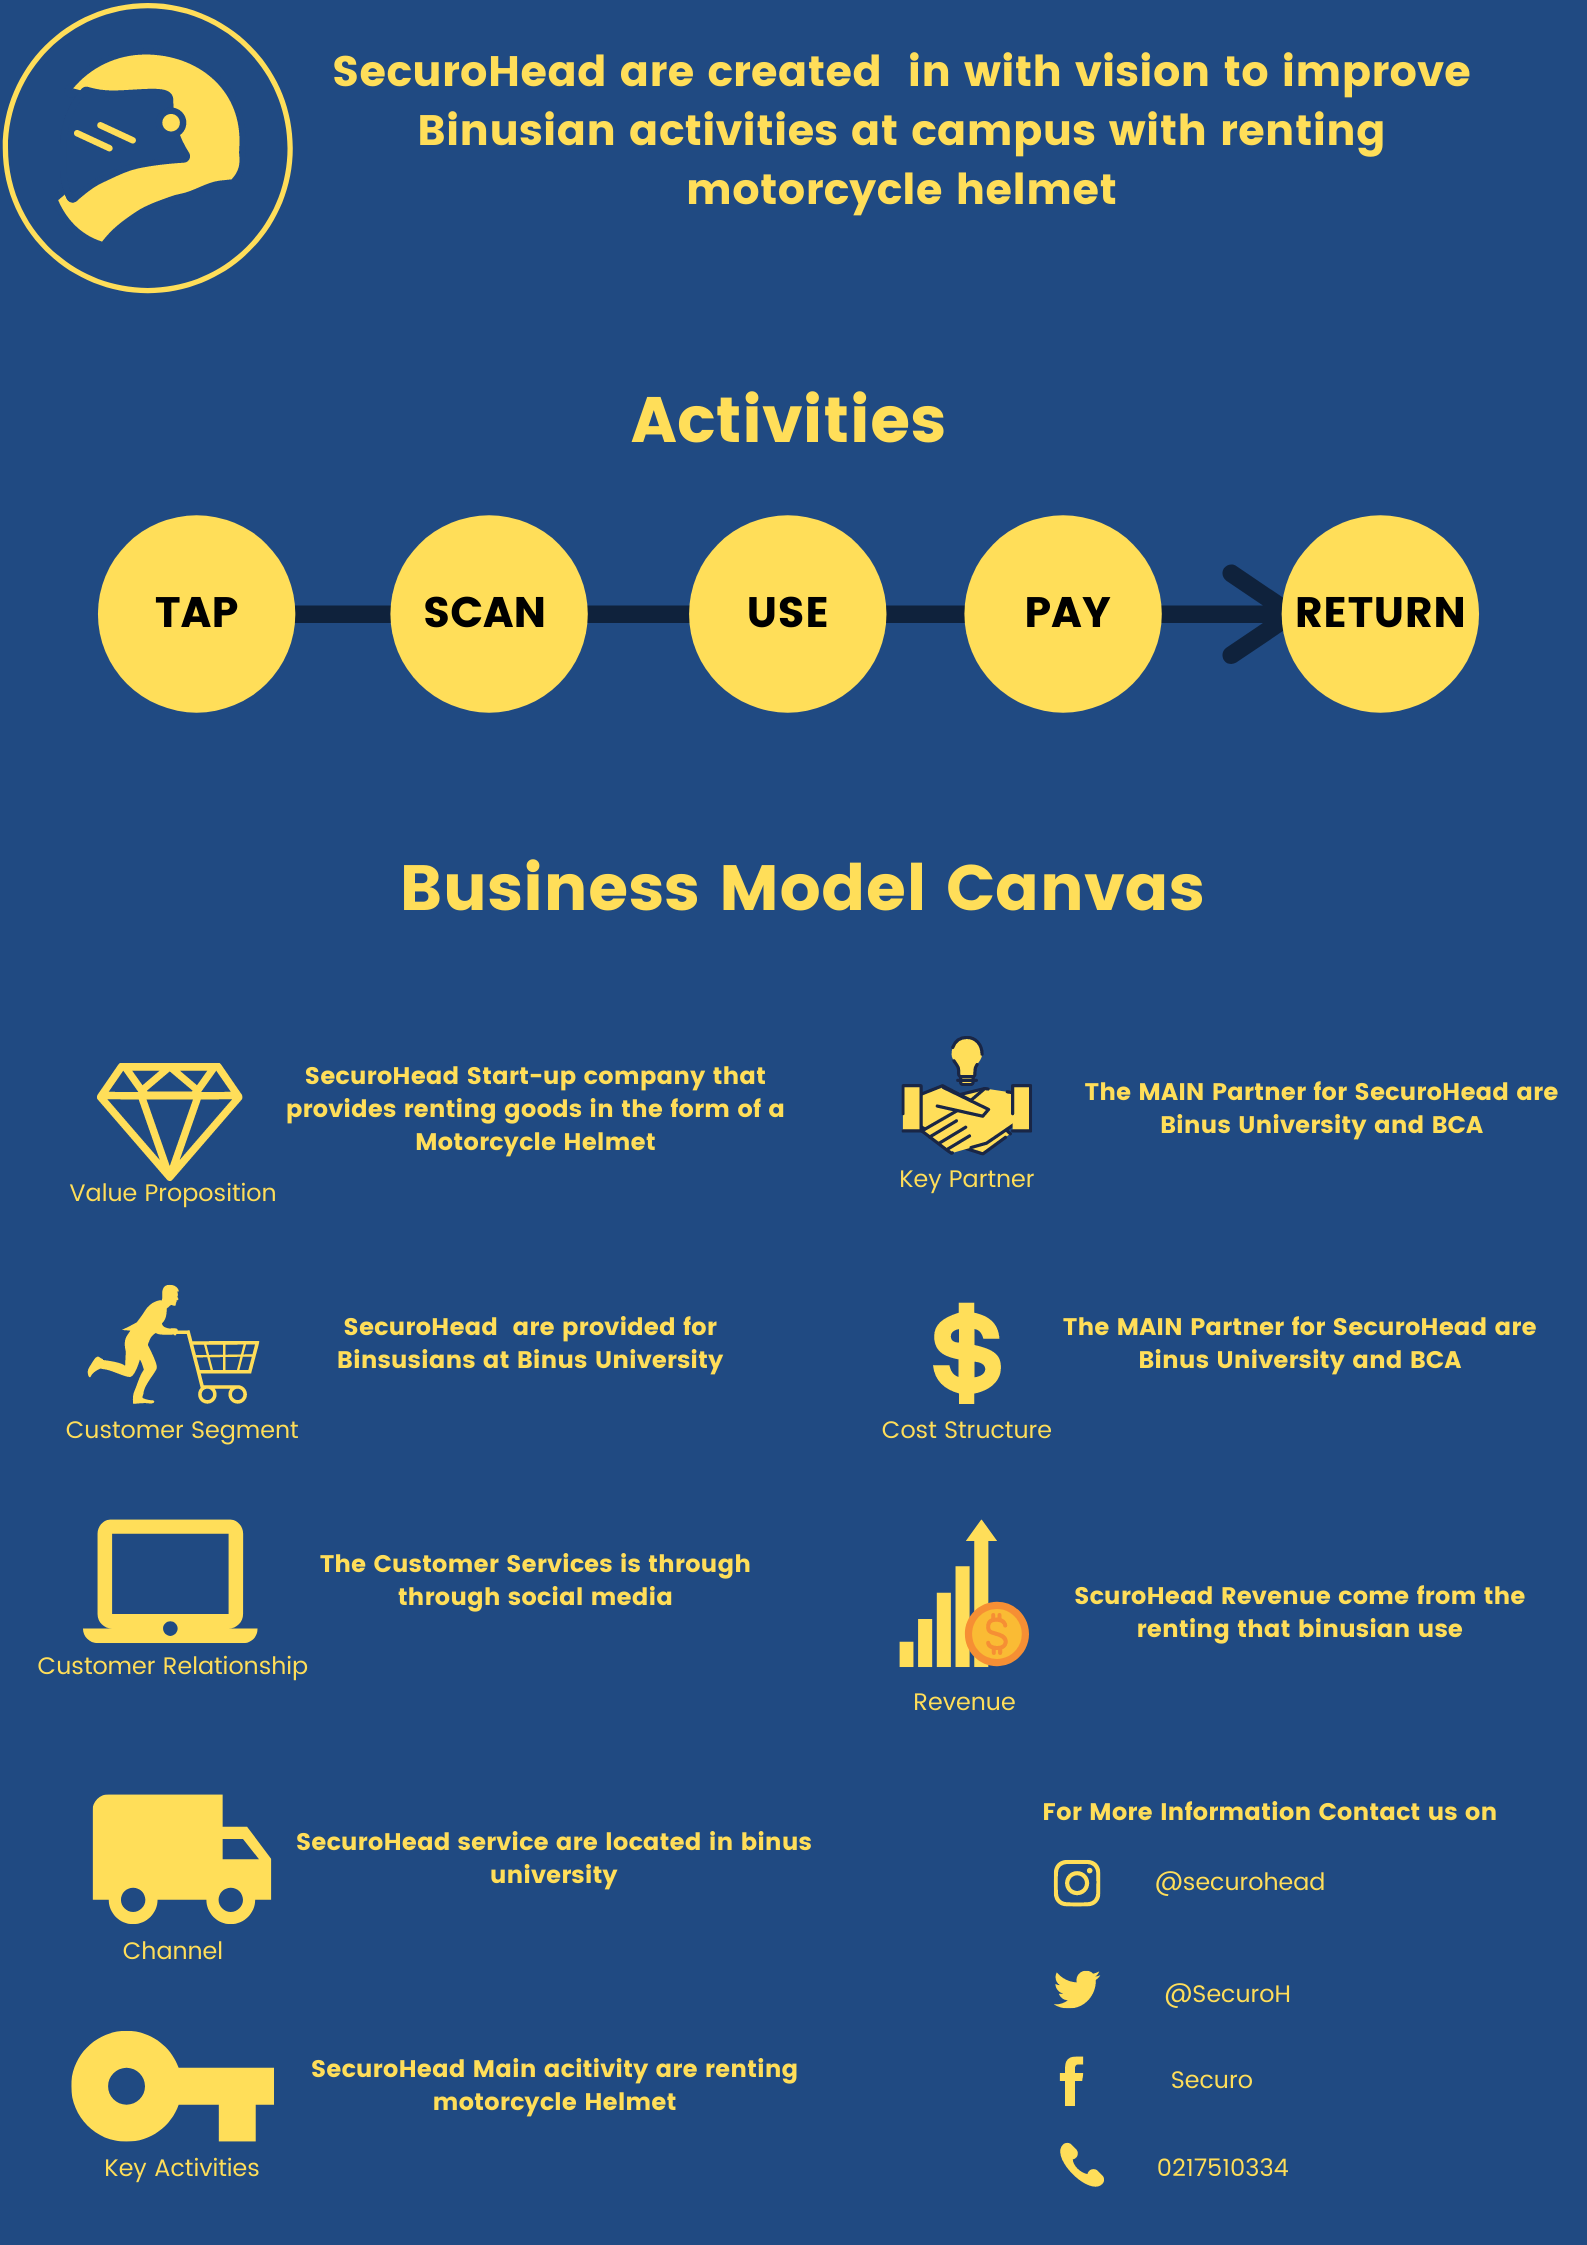 SecuroHead are created  in with vision to improve
Binusian activities at campus with renting
motorcycle helmet
Activities
TAP
SCAN
USE
PAY
RETURN
Business Model Canvas
SecuroHead Start-up company that
provides renting goods in the form of a
Motorcycle Helmet
Value Proposition
The MAIN Partner for SecuroHead are
Binus University and BCA
Key Partner
SecuroHead  are provided for
Binsusians at Binus University
Customer Segment
The MAIN Partner for SecuroHead are
Binus University and BCA
Cost Structure
The Customer Services is through
through social media
Customer Relationship
ScuroHead Revenue come from the
renting that binusian use
Revenue
SecuroHead service are located in binus
university
Channel
SecuroHead Main acitivity are renting
motorcycle Helmet
Key Activities
For More Information Contact us on
@securohead
@SecuroH
Securo
0217510334